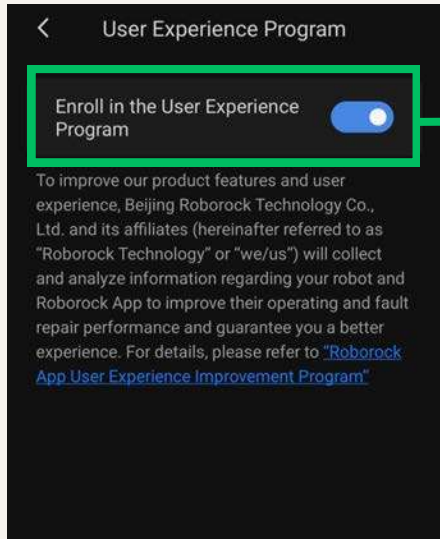 User Experience Program
Enroll in the User Experience
Program
To improve our product features and user
experience, Beijing Roborock Technology Co.,
Ltd. and its affiliates (hereinafter referred to as
"Roborock Technology" or "we/us") will collect
and analyze information regarding your robot and
Roborock App to improve their operating and fault
repair performance and guarantee you a better
experience. For details, please refer to "Roborock
App User Experience Improvement Program"